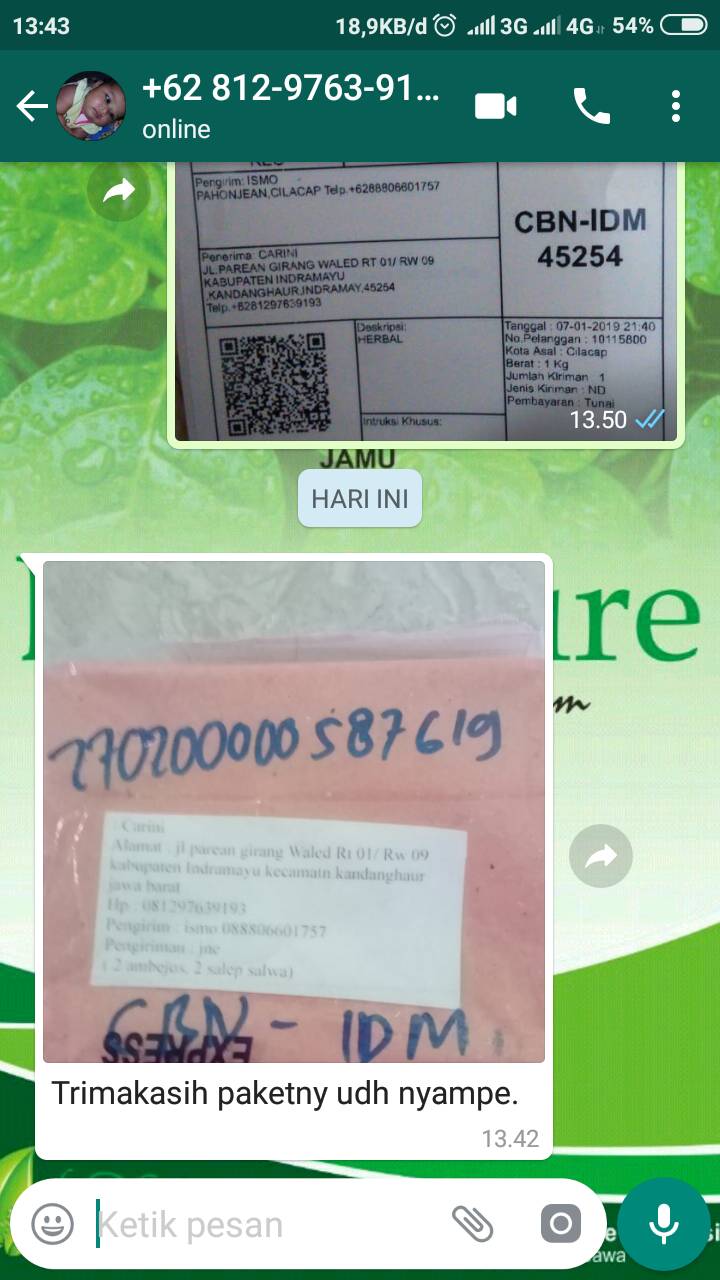 13:43
18,9KB/d 3G 4G 54%
+62 812-9763-91...
online
Pengirim: ISMO
PAHONJEAN,CILACAP Telp.+6288806601757
CBN-IDM
45254
Penerima: CARINI
JL.PAREAN GIRANG WALED RT 01/ RW 09
KABUPATEN INDRAMAYU
,KANDANGHAUR,INDRAMAY,45254
Telp.+6281297639193
Deskripsi:
HERBAL
Intruksi Khusus:
Tanggal : 07-01-2019 21:40
No.Pelanggan : 10115800
Kota Asal : Cilacap
Berat : 1 Kg
Jumlah Kiriman 1
Jenis Kiriman : ND
Pembayaran : Tunai
13.50
JAMU
HARI INI
ure
m
270200000587619
Carini
Alamat : jl parean girang Waled Rt 01/ Rw 09
kabupaten Indramayu kecamatn kandanghaur
jawa barat
Hp : 081297639193
Pengirim : ismo 088806601757
Pengiriman : jne
( 2 ambejos, 2 salep salwa)
CBN - IDM
EXPRESS
Trimakasih paketny udh nyampe.
13.42
Ketik pesan